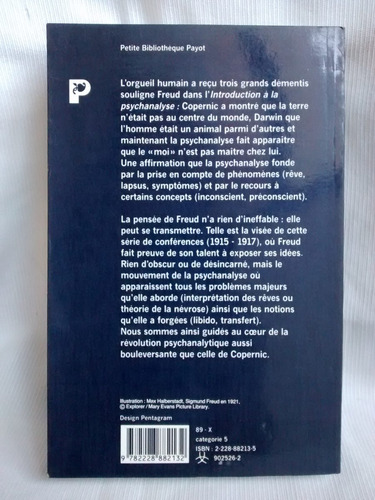 Petite Bibliothèque Payot
P
L'orgueil humain a reçu trois grands démentis
souligne Freud dans l'Introduction à la
psychanalyse : Copernic a montré que la terre
n'était pas au centre du monde, Darwin que
l'homme était un animal parmi d'autres et
maintenant la psychanalyse fait apparaître
que le «moi» n'est pas maître chez lui.
Une affirmation que la psychanalyse fonde
par la prise en compte de phénomènes (rêve,
lapsus, symptômes) et par le recours à
certains concepts (inconscient, préconscient).
La pensée de Freud n'a rien d'ineffable : elle
peut se transmettre. Telle est la visée de cette
série de conférences (1915 - 1917), où Freud
fait preuve de son talent à exposer ses idées.
Rien d'obscur ou de désincarné, mais le
mouvement de la psychanalyse où
apparaissent tous les problèmes majeurs
qu'elle aborde (interprétation des rêves ou
théorie de la névrose) ainsi que les notions
qu'elle a forgées (libido, transfert).
Nous sommes ainsi guidés au cœur de la
révolution psychanalytique aussi
bouleversante que celle de Copernic.
Illustration : Max Halberstadt, Sigmund Freud en 1921,
© Explorer / Mary Evans Picture Library.
Design Pentagram
89 - X
categorie 5
ISBN : 2-228-88213-5
902526-2
9 782228 882132